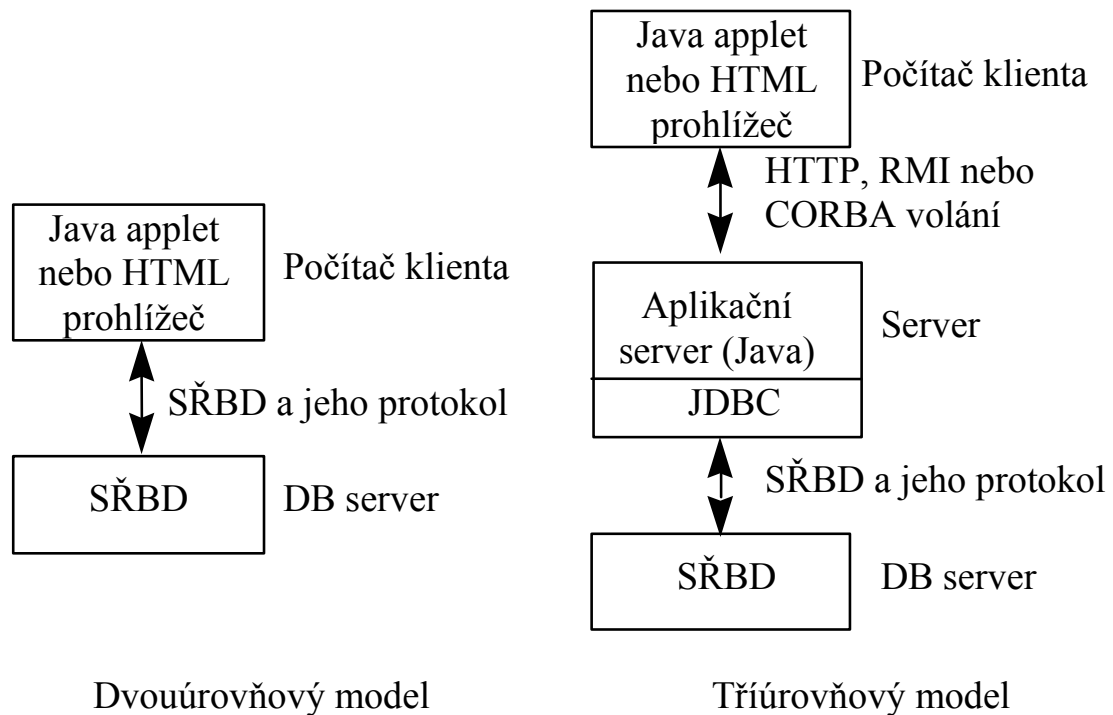 Java applet
nebo HTML
prohlížeč
Počítač klienta
SŘBD a jeho protokol
SŘBD
DB server
Dvouúrovňový model
Java applet
nebo HTML
prohlížeč
Počítač klienta
HTTP, RMI nebo
CORBA volání
Aplikační
server (Java)
Server
JDBC
SŘBD a jeho protokol
SŘBD
DB server
Tříúrovňový model